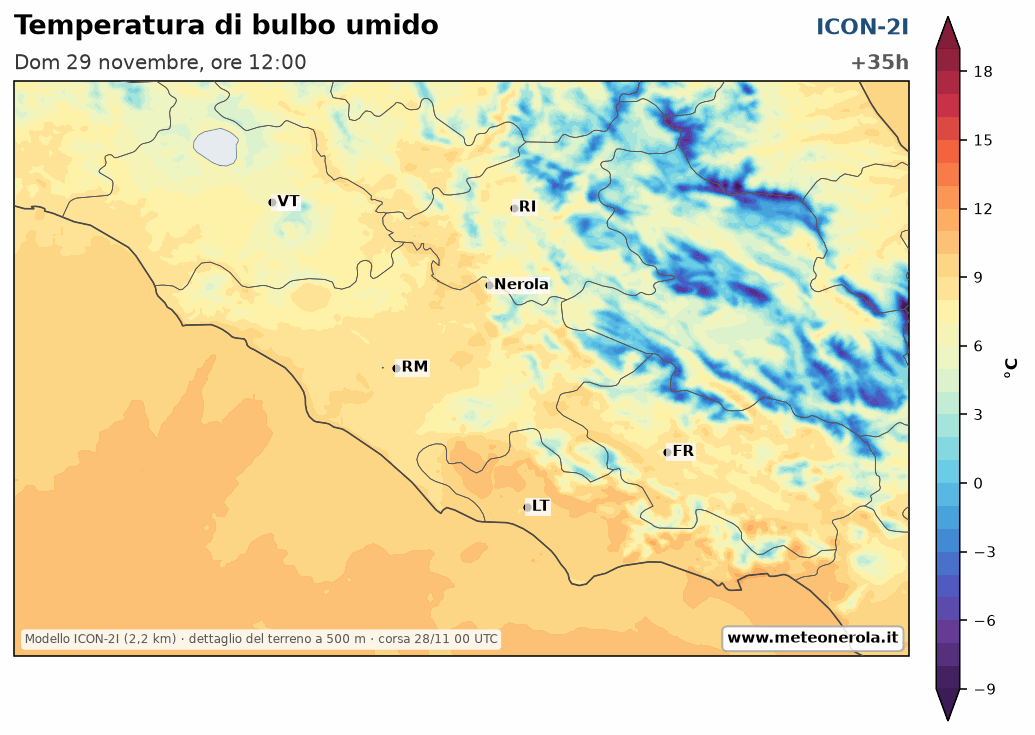 Temperatura di bulbo umido
ICON-2I
Dom 29 novembre, ore 12:00
+35h
VT
RI
Nerola
RM
FR
LT
Modello ICON-2I (2,2 km) · dettaglio del terreno a 500 m · corsa 28/11 00 UTC
www.meteonerola.it
18
15
12
9
6
3
0
−3
−6
−9
°C